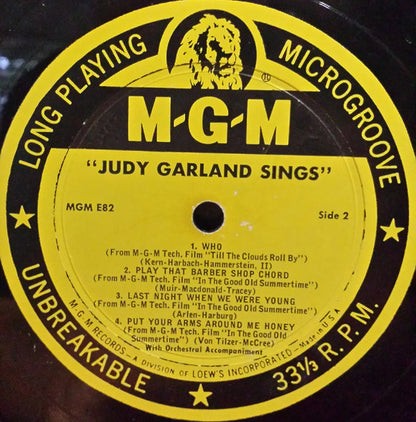 LONG PLAYING MICROGROOVE
M-G-M
"JUDY GARLAND SINGS"
MGM E82
Side 2
1. WHO
(From M-G-M Tech. Film "Till The Clouds Roll By")
(Kern-Harbach-Hammerstein, II)
2. PLAY THAT BARBER SHOP CHORD
(From M-G-M Tech. Film "In The Good Old Summertime")
(Muir-Macdonald-Tracey)
3. LAST NIGHT WHEN WE WERE YOUNG
(From M-G-M Tech. Film "In The Good Old Summertime")
(Arlen-Harburg)
4. PUT YOUR ARMS AROUND ME HONEY
(From M-G-M Tech. Film "In The Good Old
Summertime") (Von Tilzer-McCree)
With Orchestral Accompaniment
M-G-M RECORDS - A DIVISION OF LOEW'S INCORPORATED - Made in U.S.A
UNBREAKABLE
33⅓ R.P.M.